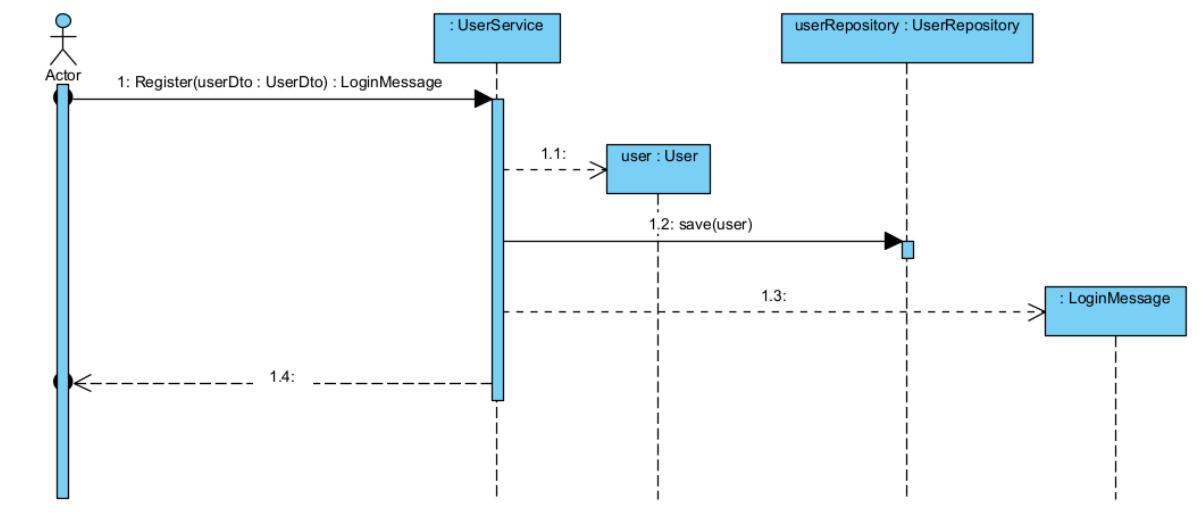 : UserService
userRepository : UserRepository
Actor
1: Register(userDto : UserDto) : LoginMessage
1.1:
user : User
1.2: save(user)
1.3:
: LoginMessage
1.4: